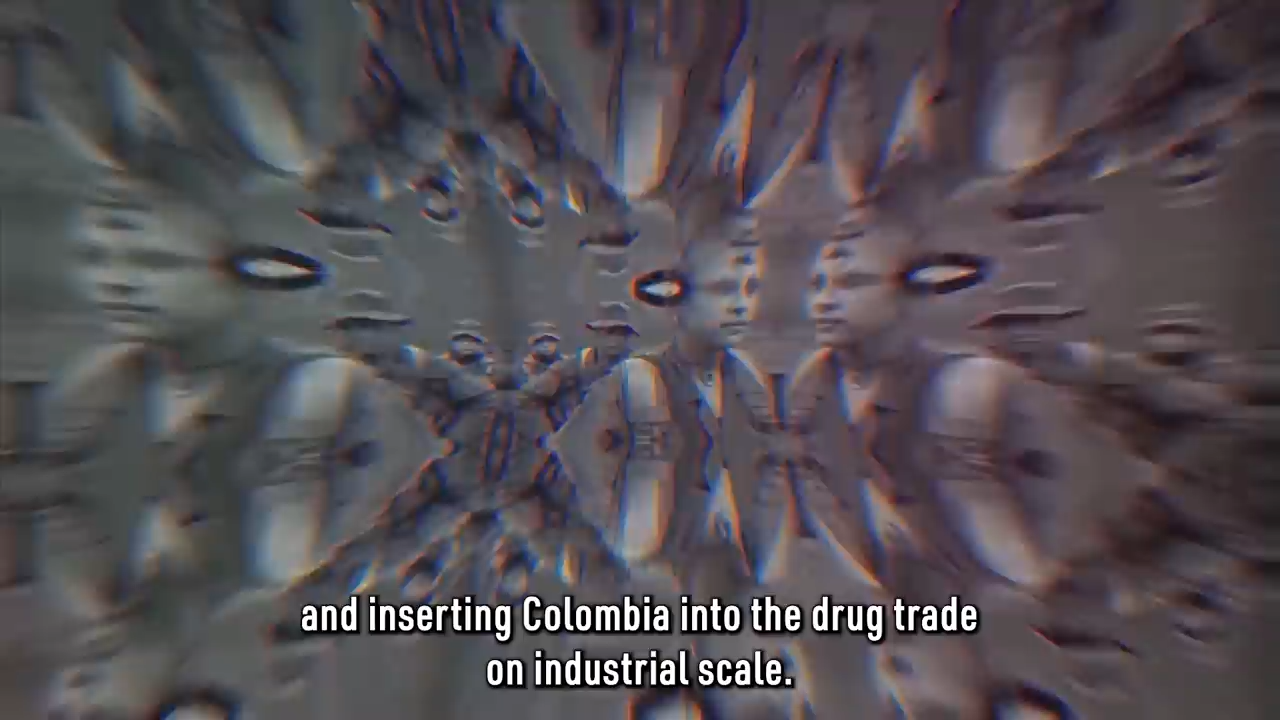 and inserting Colombia into the drug trade
on industrial scale.